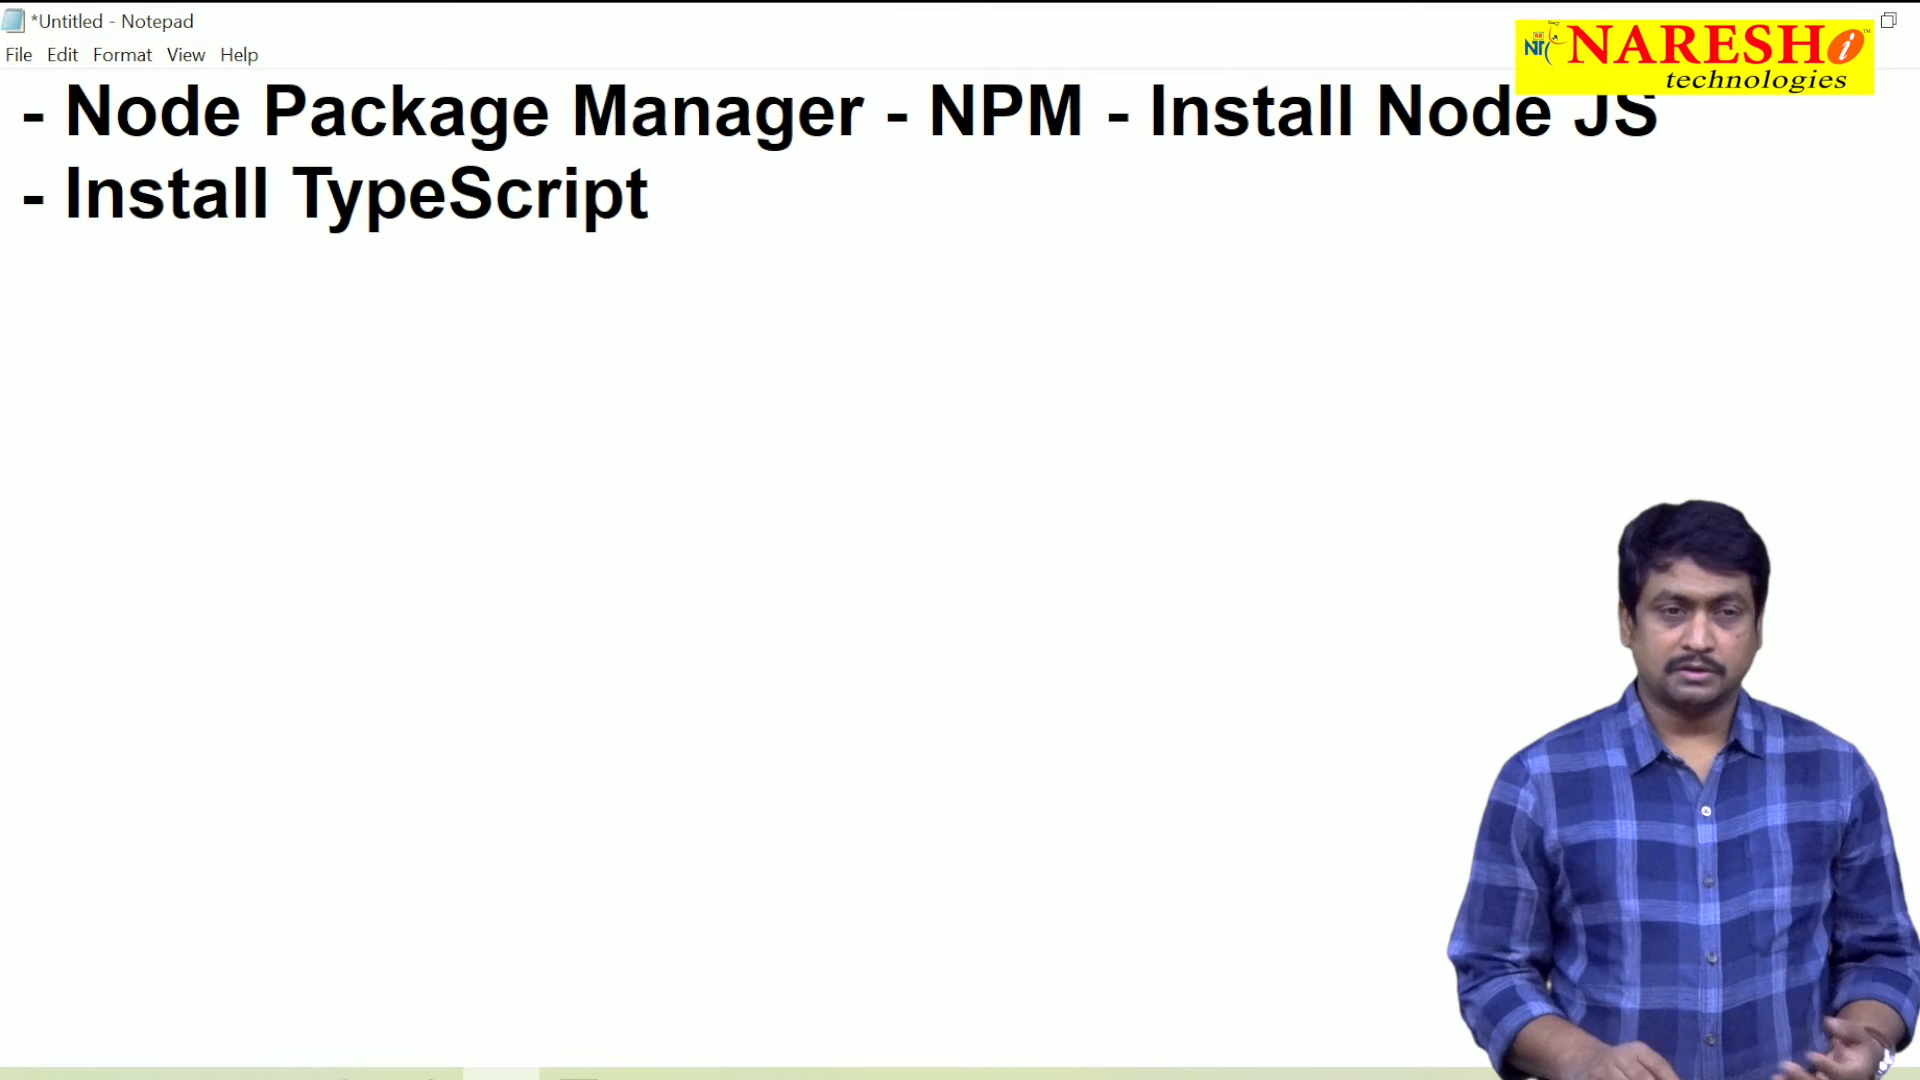 *Untitled - Notepad
File Edit Format View Help
NARESH i
technologies
- Node Package Manager - NPM - Install Node JS
- Install TypeScript